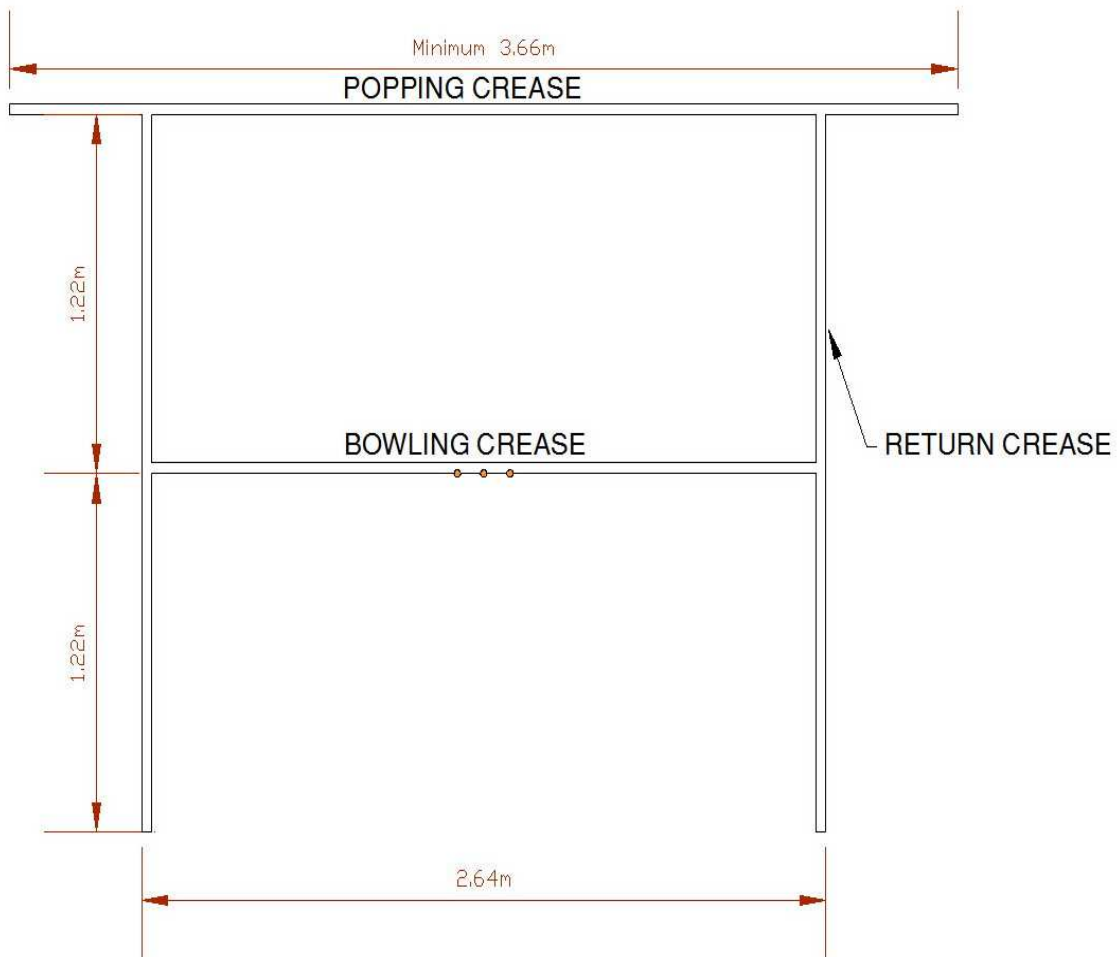 Minimum 3.66m
POPPING CREASE
1.22m
BOWLING CREASE
RETURN CREASE
1.22m
2.64m